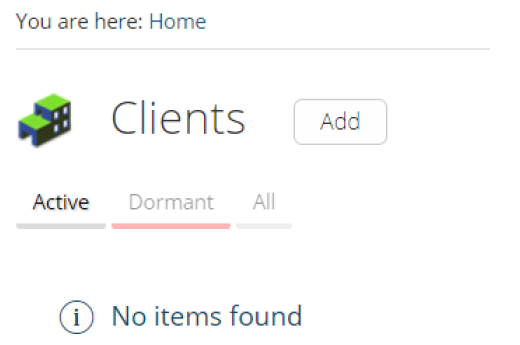 You are here: Home
Clients Add
Active Dormant All
No items found